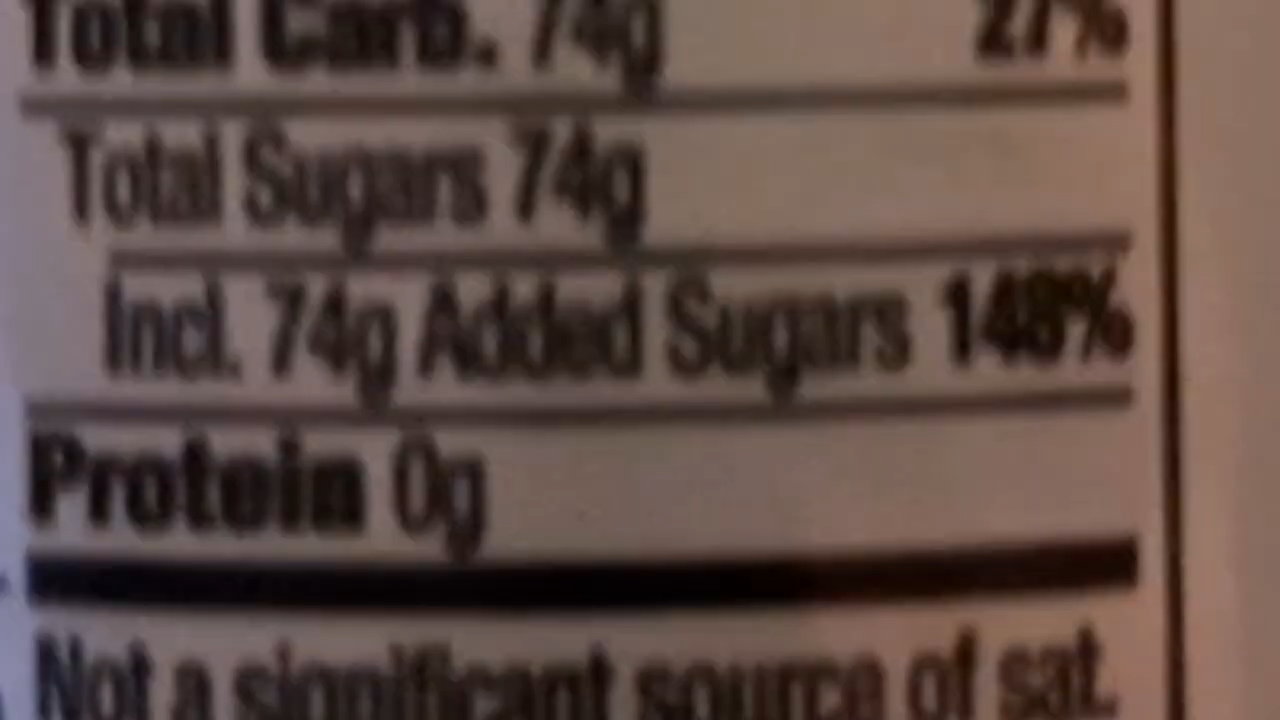 Total Carb. 74g 27%
Total Sugars 74g
Incl. 74g Added Sugars 148%
Protein 0g
Not a significant source of sat.